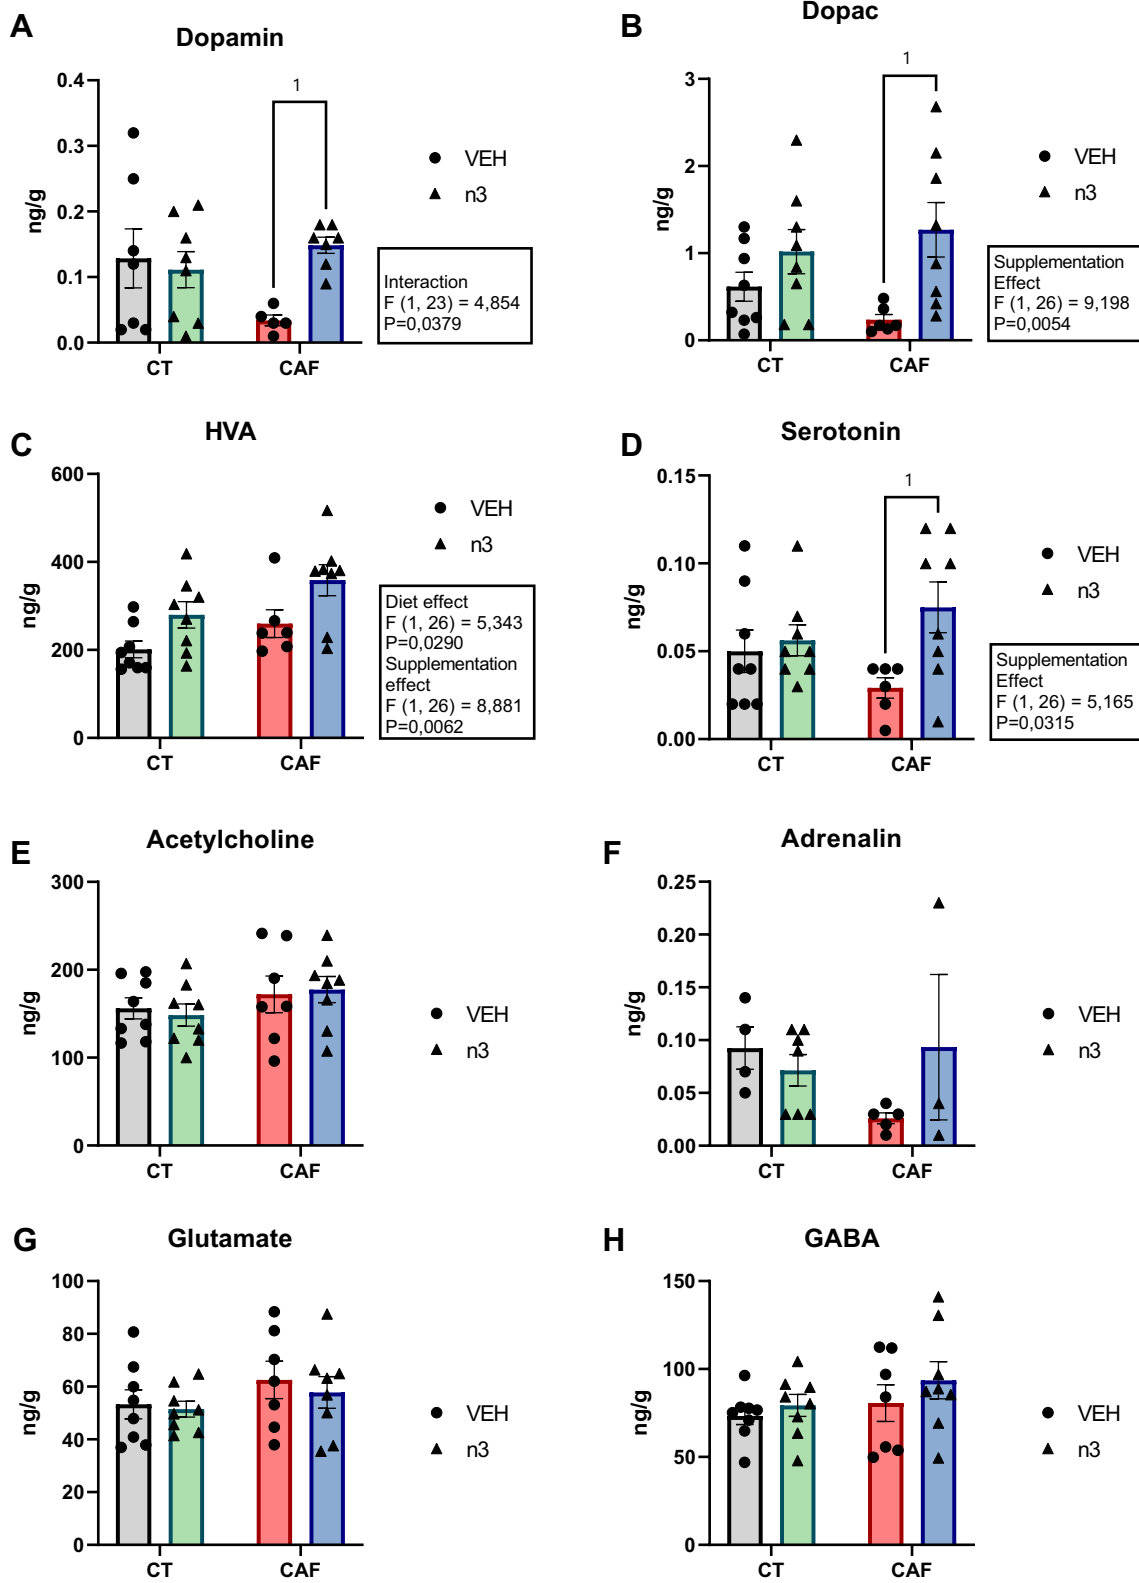 A
Dopamin
0.4
0.3
0.2
0.1
0.0
ng/g
1
CT
CAF
VEH
n3
Interaction
F (1, 23) = 4,854
P=0,0379
B
Dopac
3
2
1
0
ng/g
1
CT
CAF
VEH
n3
Supplementation
Effect
F (1, 26) = 9,198
P=0,0054
C
HVA
600
400
200
0
ng/g
CT
CAF
VEH
n3
Diet effect
F (1, 26) = 5,343
P=0,0290
Supplementation
effect
F (1, 26) = 8,881
P=0,0062
D
Serotonin
0.15
0.10
0.05
0.00
ng/g
1
CT
CAF
VEH
n3
Supplementation
Effect
F (1, 26) = 5,165
P=0,0315
E
Acetylcholine
300
200
100
0
ng/g
CT
CAF
VEH
n3
F
Adrenalin
0.25
0.20
0.15
0.10
0.05
0.00
ng/g
CT
CAF
VEH
n3
G
Glutamate
100
80
60
40
20
0
ng/g
CT
CAF
VEH
n3
H
GABA
150
100
50
0
ng/g
CT
CAF
VEH
n3